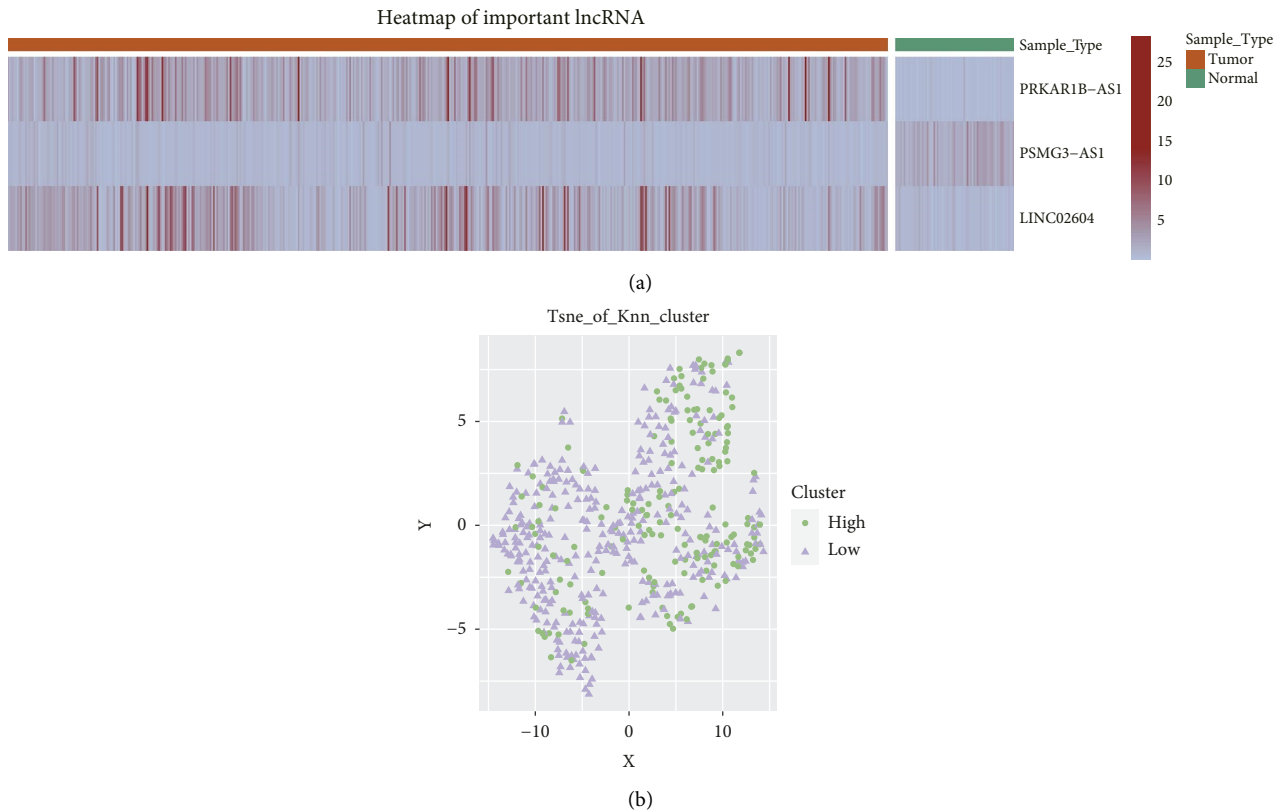 Heatmap of important lncRNA
Sample_Type
PRKAR1B−AS1
PSMG3−AS1
LINC02604
25
20
15
10
5
Sample_Type
Tumor
Normal
(a)
Tsne_of_Knn_cluster
Y
5
0
−5
−10
0
10
X
Cluster
High
Low
(b)